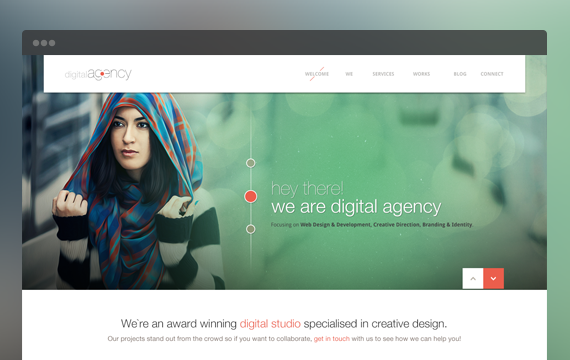 digitalagency
WELCOME WE SERVICES WORKS BLOG CONNECT
hey there!
we are digital agency
Focusing on Web Design & Development, Creative Direction, Branding & Identity.
We're an award winning digital studio specialised in creative design.
Our projects stand out from the crowd so if you want to collaborate, get in touch with us to see how we can help you!